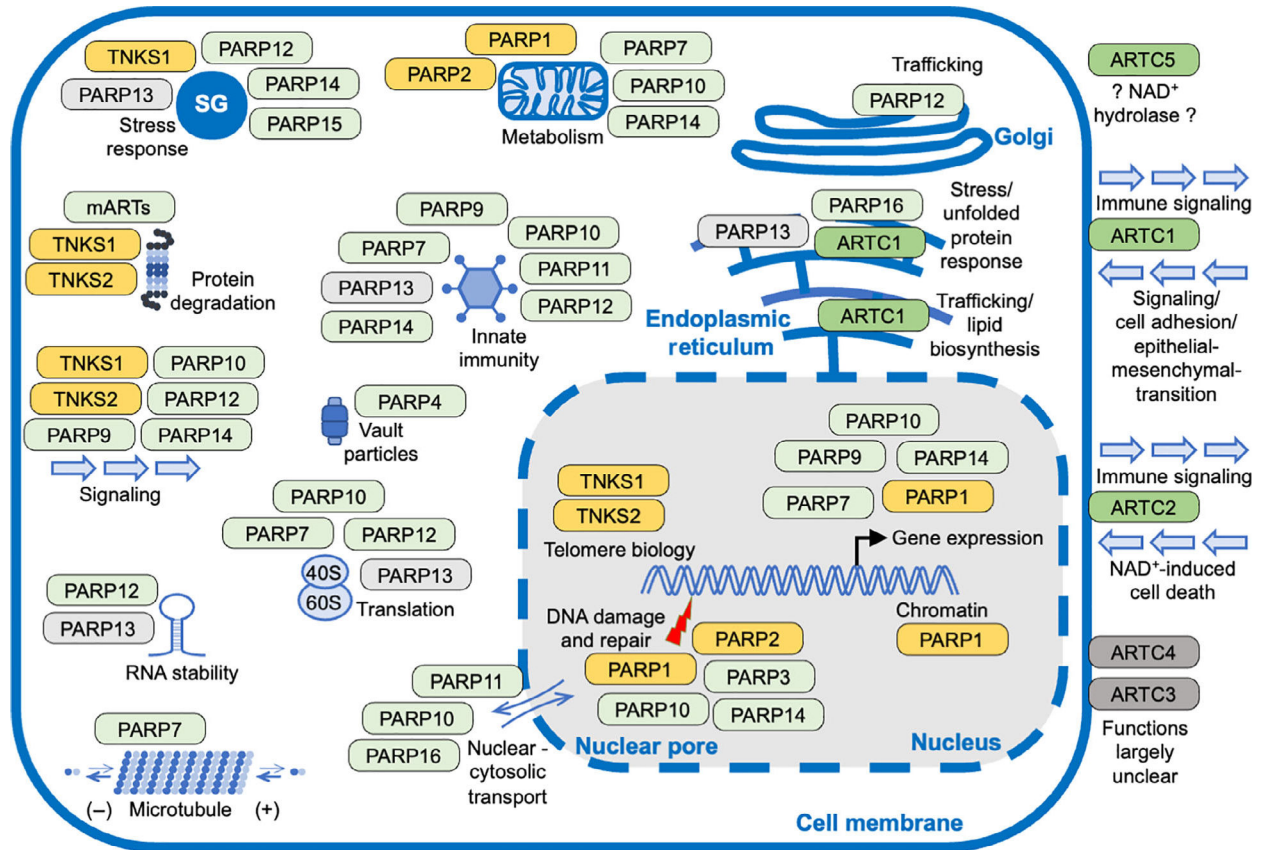 TNKS1
PARP12
PARP13
SG
PARP14
PARP15
Stress
response
PARP1
PARP2
PARP7
PARP10
PARP14
Metabolism
Trafficking
PARP12
Golgi
mARTs
TNKS1
TNKS2
Protein
degradation
PARP9
PARP7
PARP10
PARP13
PARP11
PARP14
PARP12
Innate
immunity
PARP16
PARP13
ARTC1
Stress/
unfolded
protein
response
ARTC1
Trafficking/
lipid
biosynthesis
Endoplasmic
reticulum
TNKS1
PARP10
TNKS2
PARP12
PARP9
PARP14
Signaling
PARP4
Vault
particles
PARP10
PARP7
PARP12
40S
PARP13
60S
Translation
PARP12
PARP13
RNA stability
PARP7
(–)
Microtubule
(+)
PARP11
PARP10
PARP16
Nuclear -
cytosolic
transport
TNKS1
TNKS2
Telomere biology
PARP10
PARP9
PARP14
PARP7
PARP1
Gene expression
DNA damage
and repair
PARP2
PARP1
PARP3
PARP10
PARP14
Chromatin
PARP1
Nuclear pore
Nucleus
Cell membrane
ARTC5
? NAD⁺
hydrolase ?
Immune signaling
ARTC1
Signaling/
cell adhesion/
epithelial-
mesenchymal-
transition
Immune signaling
ARTC2
NAD⁺-induced
cell death
ARTC4
ARTC3
Functions
largely
unclear